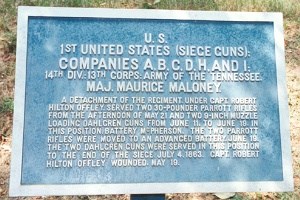 U.S.
1ST UNITED STATES (SIEGE GUNS):
COMPANIES A, B, C, D, H, AND I:
14TH DIV. 13TH CORPS: ARMY OF THE TENNESSEE.
MAJ. MAURICE MALONEY
A DETACHMENT OF THE REGIMENT UNDER CAPT. ROBERT
HILTON OFFLEY SERVED TWO 30-POUNDER PARROTT RIFLES
FROM THE AFTERNOON OF MAY 21 AND TWO 9-INCH MUZZLE
LOADING DAHLGREN GUNS FROM JUNE 11, TO JUNE 18. IN
THIS POSITION BATTERY McPHERSON. THE TWO PARROTT
RIFLES WERE MOVED TO AN ADVANCED BATTERY JUNE 18.
THE TWO DAHLGREN GUNS WERE SERVED IN THIS POSITION
TO THE END OF THE SIEGE JULY 4, 1863. CAPT. ROBERT
HILTON OFFLEY, WOUNDED, MAY 19.